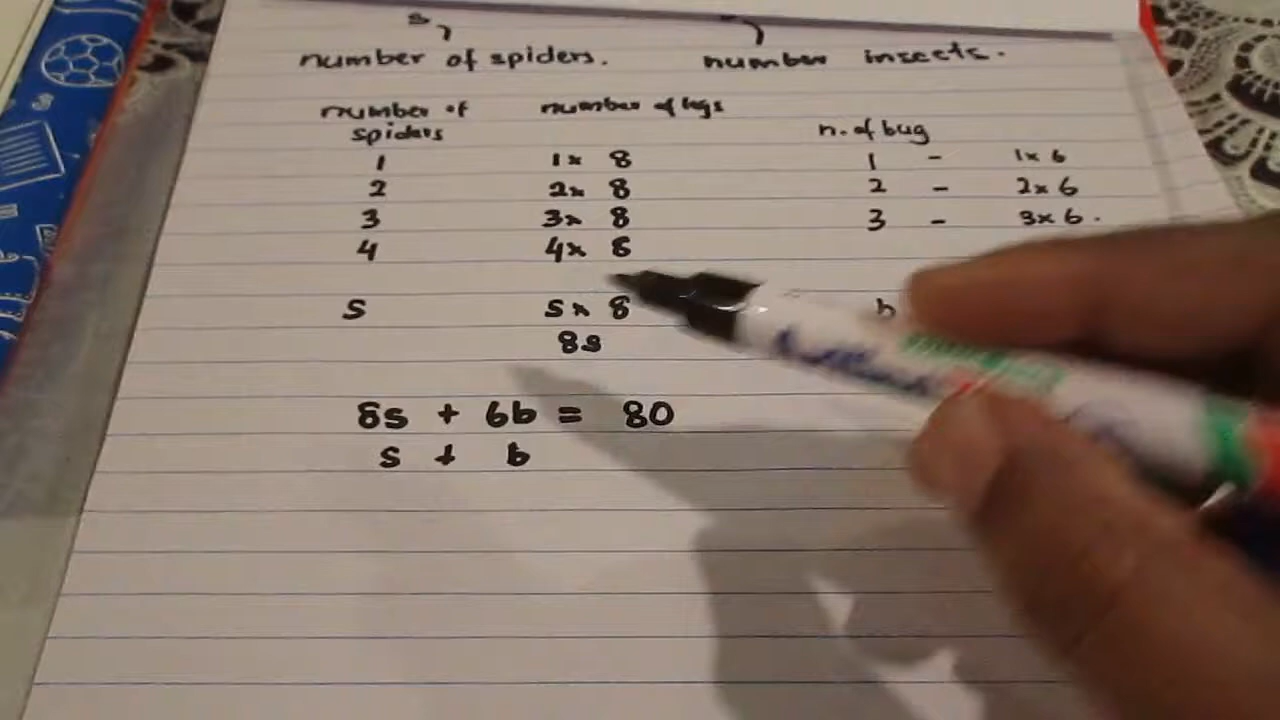 s,
number of spiders. number insects.
number of spiders number of legs n. of bug
1 1 x 8 1 - 1x 6
2 2x 8 2 - 2x 6
3 3x 8 3 - 3x 6.
4 4x 8
s s x 8 b
8s
8s + 6b = 80
s + b